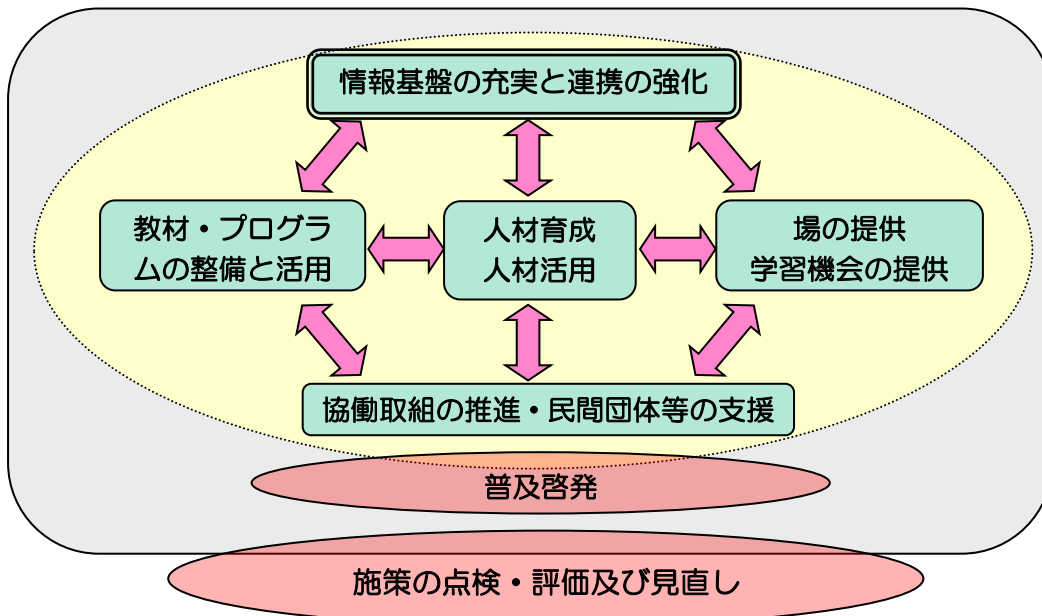 情報基盤の充実と連携の強化
教材・プログラ
ムの整備と活用
人材育成
人材活用
場の提供
学習機会の提供
協働取組の推進・民間団体等の支援
普及啓発
施策の点検・評価及び見直し